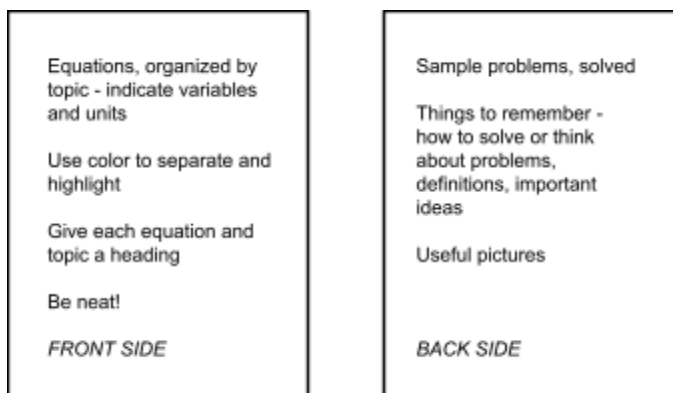 Equations, organized by
topic - indicate variables
and units
Use color to separate and
highlight
Give each equation and
topic a heading
Be neat!
FRONT SIDE
Sample problems, solved
Things to remember -
how to solve or think
about problems,
definitions, important
ideas
Useful pictures
BACK SIDE